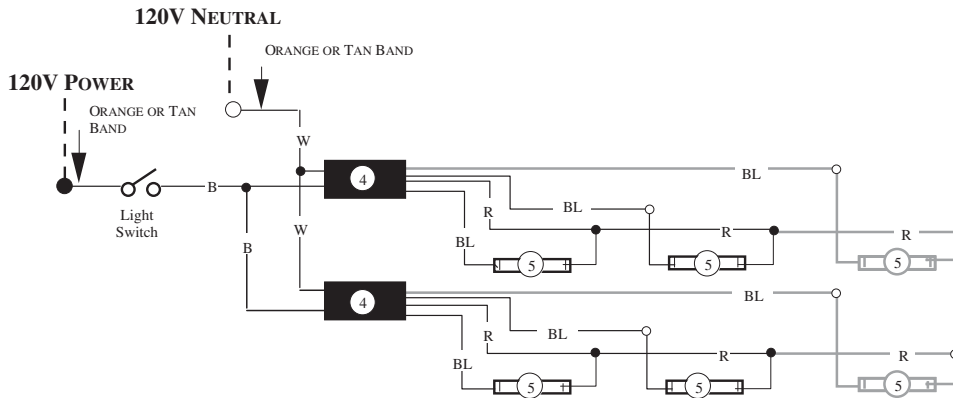 120V NEUTRAL
ORANGE OR TAN BAND
120V POWER
ORANGE OR TAN
BAND
W
4
BL
B
BL
R
R
R
Light
Switch
B
W
BL
5
5
5
4
BL
R
BL
R
R
BL
5
5
5